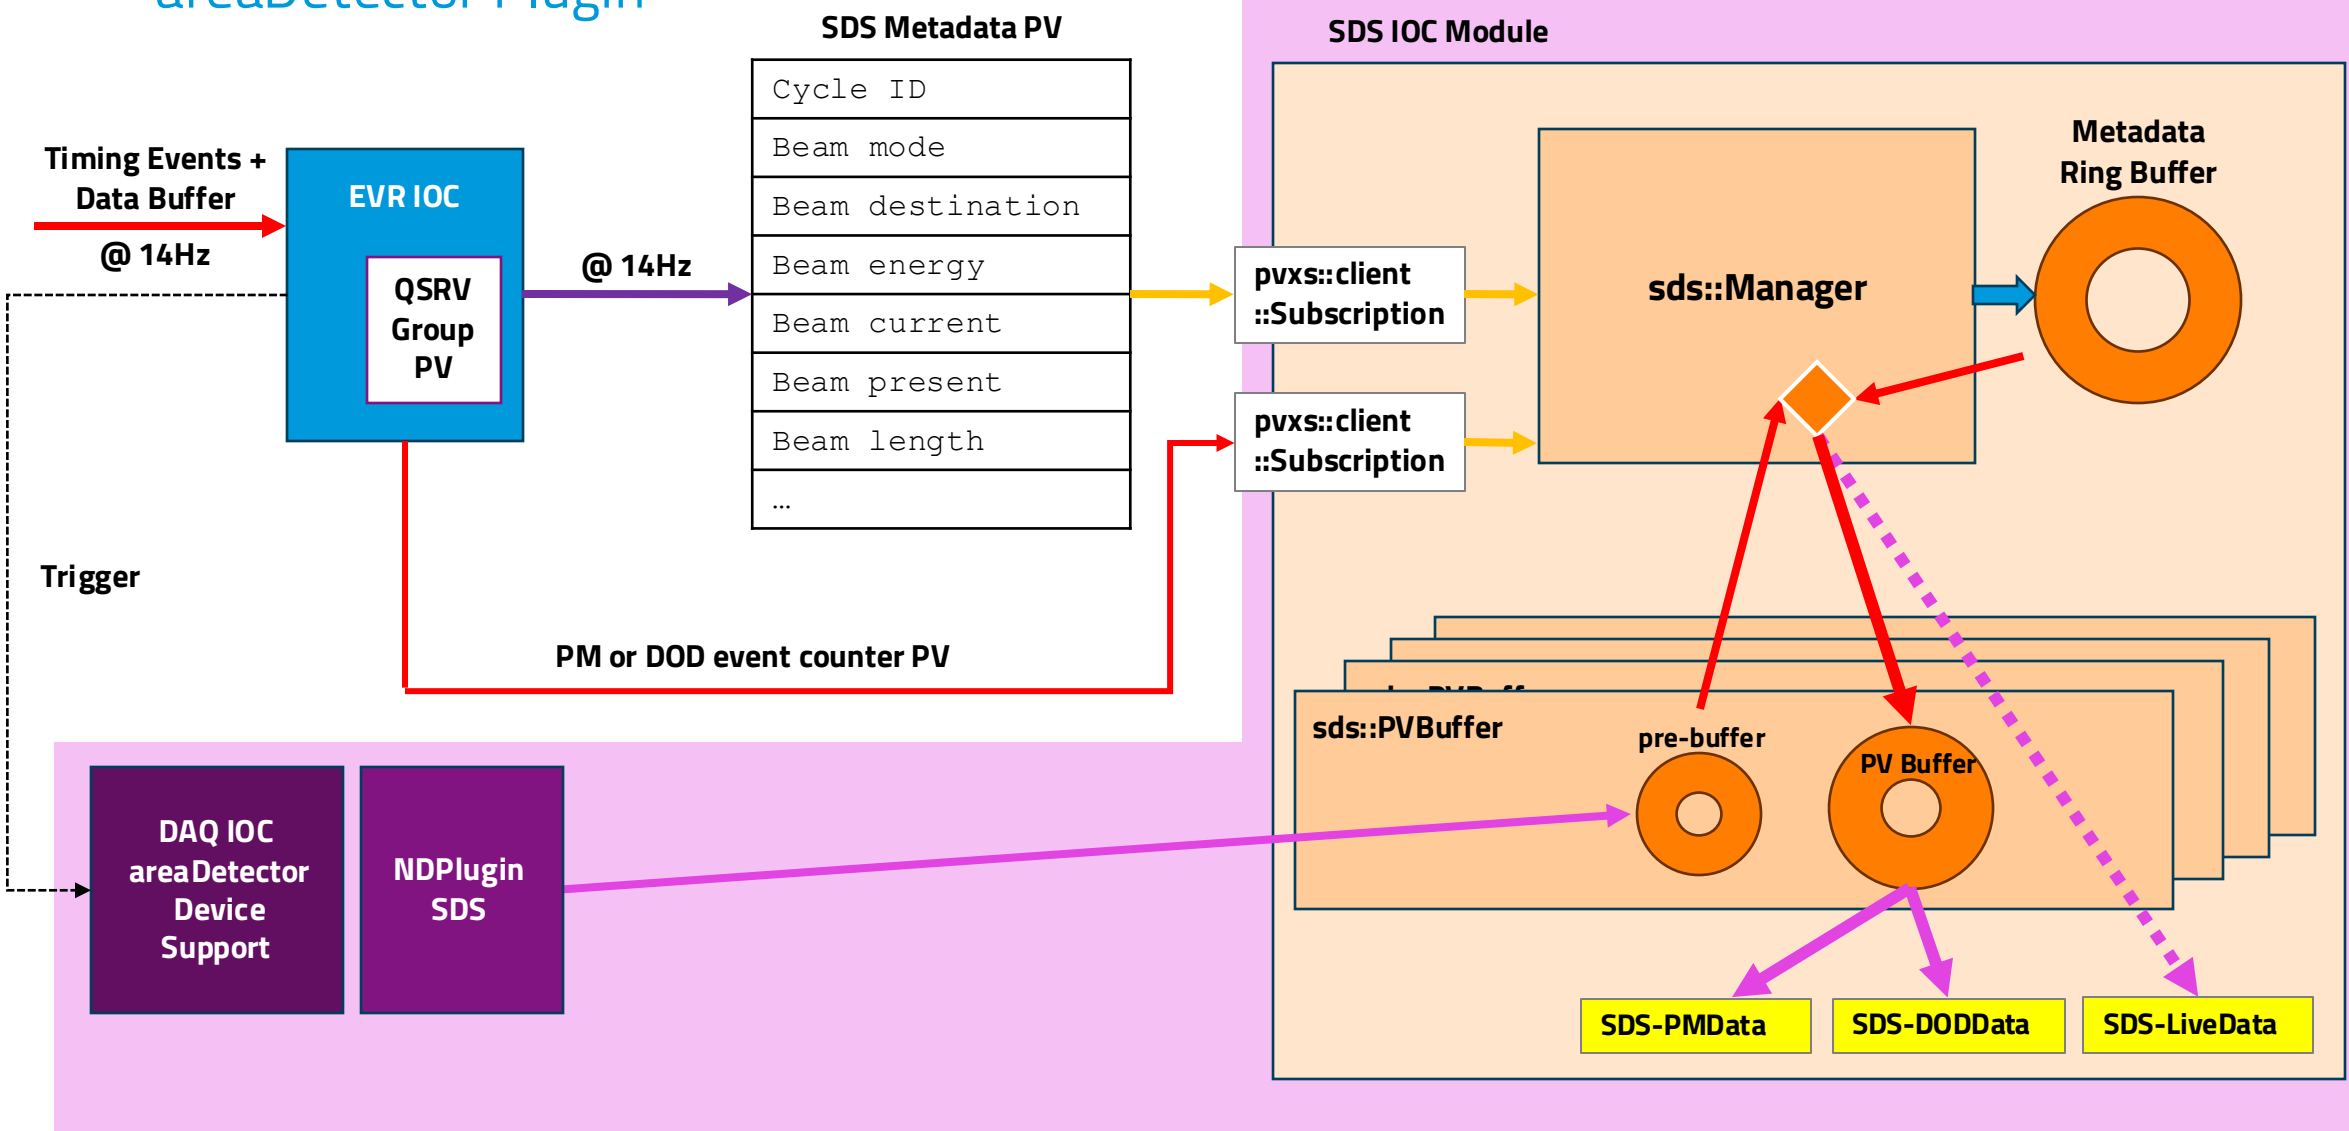 areaDetector Plugin
SDS Metadata PV
SDS IOC Module
Cycle ID
Beam mode
Beam destination
Beam energy
Beam current
Beam present
Beam length
…
Timing Events +
Data Buffer
@ 14Hz
EVR IOC
QSRV
Group
PV
@ 14Hz
pvxs::client
::Subscription
pvxs::client
::Subscription
sds::Manager
Metadata
Ring Buffer
Trigger
PM or DOD event counter PV
sds::PVBuffer
pre-buffer
PV Buffer
DAQ IOC
areaDetector
Device
Support
NDPlugin
SDS
SDS-PMData
SDS-DODData
SDS-LiveData